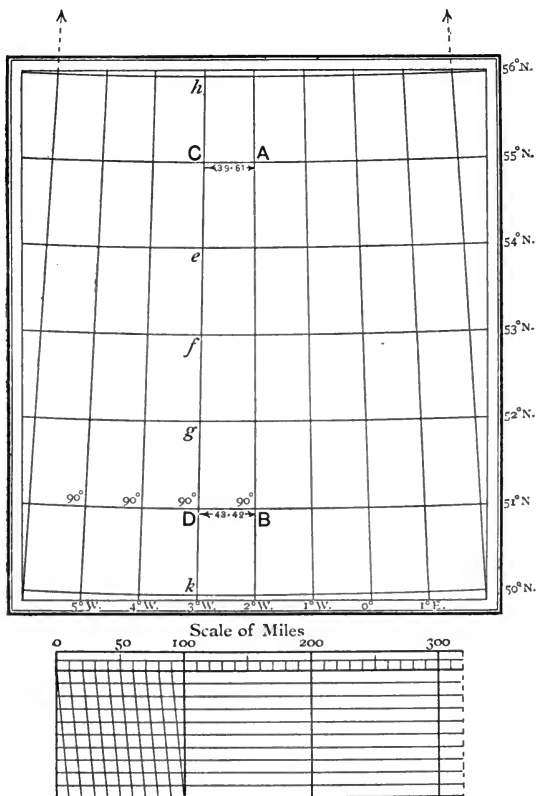 56°N.
h
C A
39·61
55°N.
54°N.
e
53°N.
f
52°N.
g
90° 90° 90° 90°
51°N
D 43·42 B
k
50°N.
5°W. 4°W. 3°W. 2°W. 1°W. 0° 1°E.
Scale of Miles
0 50 100 200 300